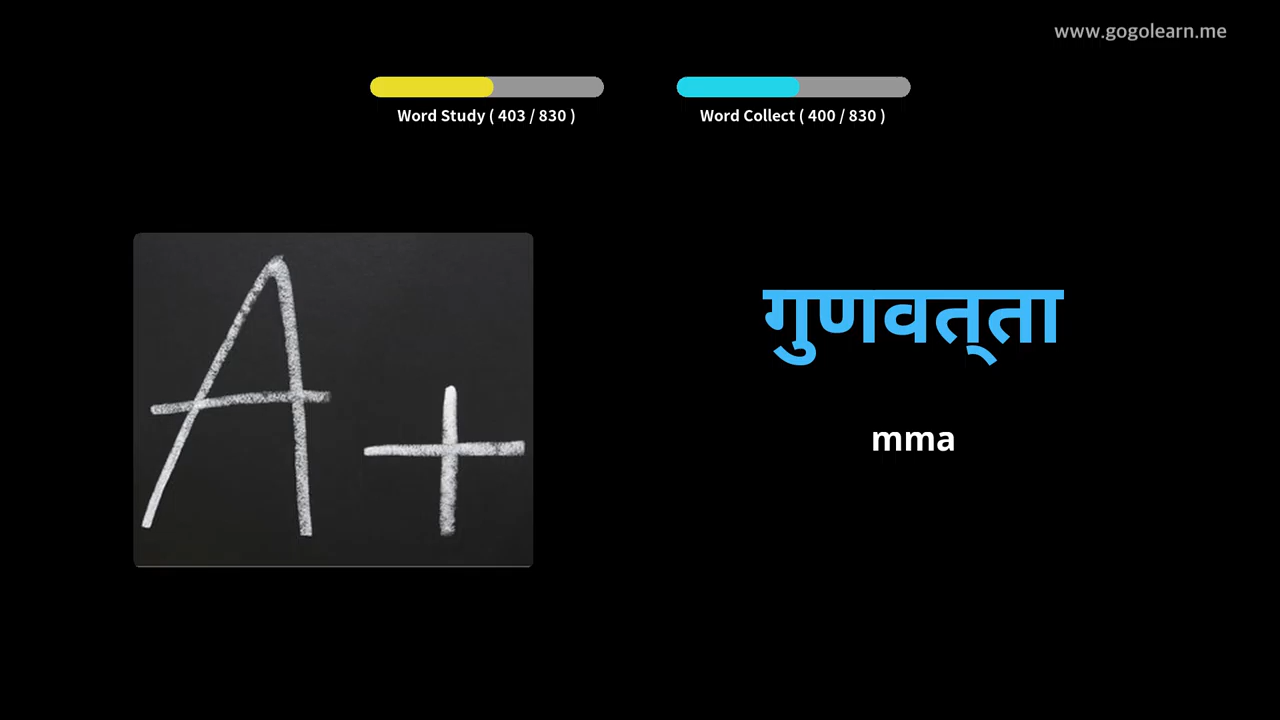 www.gogolearn.me
Word Study ( 403 / 830 )
Word Collect ( 400 / 830 )
A+
गुणवत्‌ता
mma